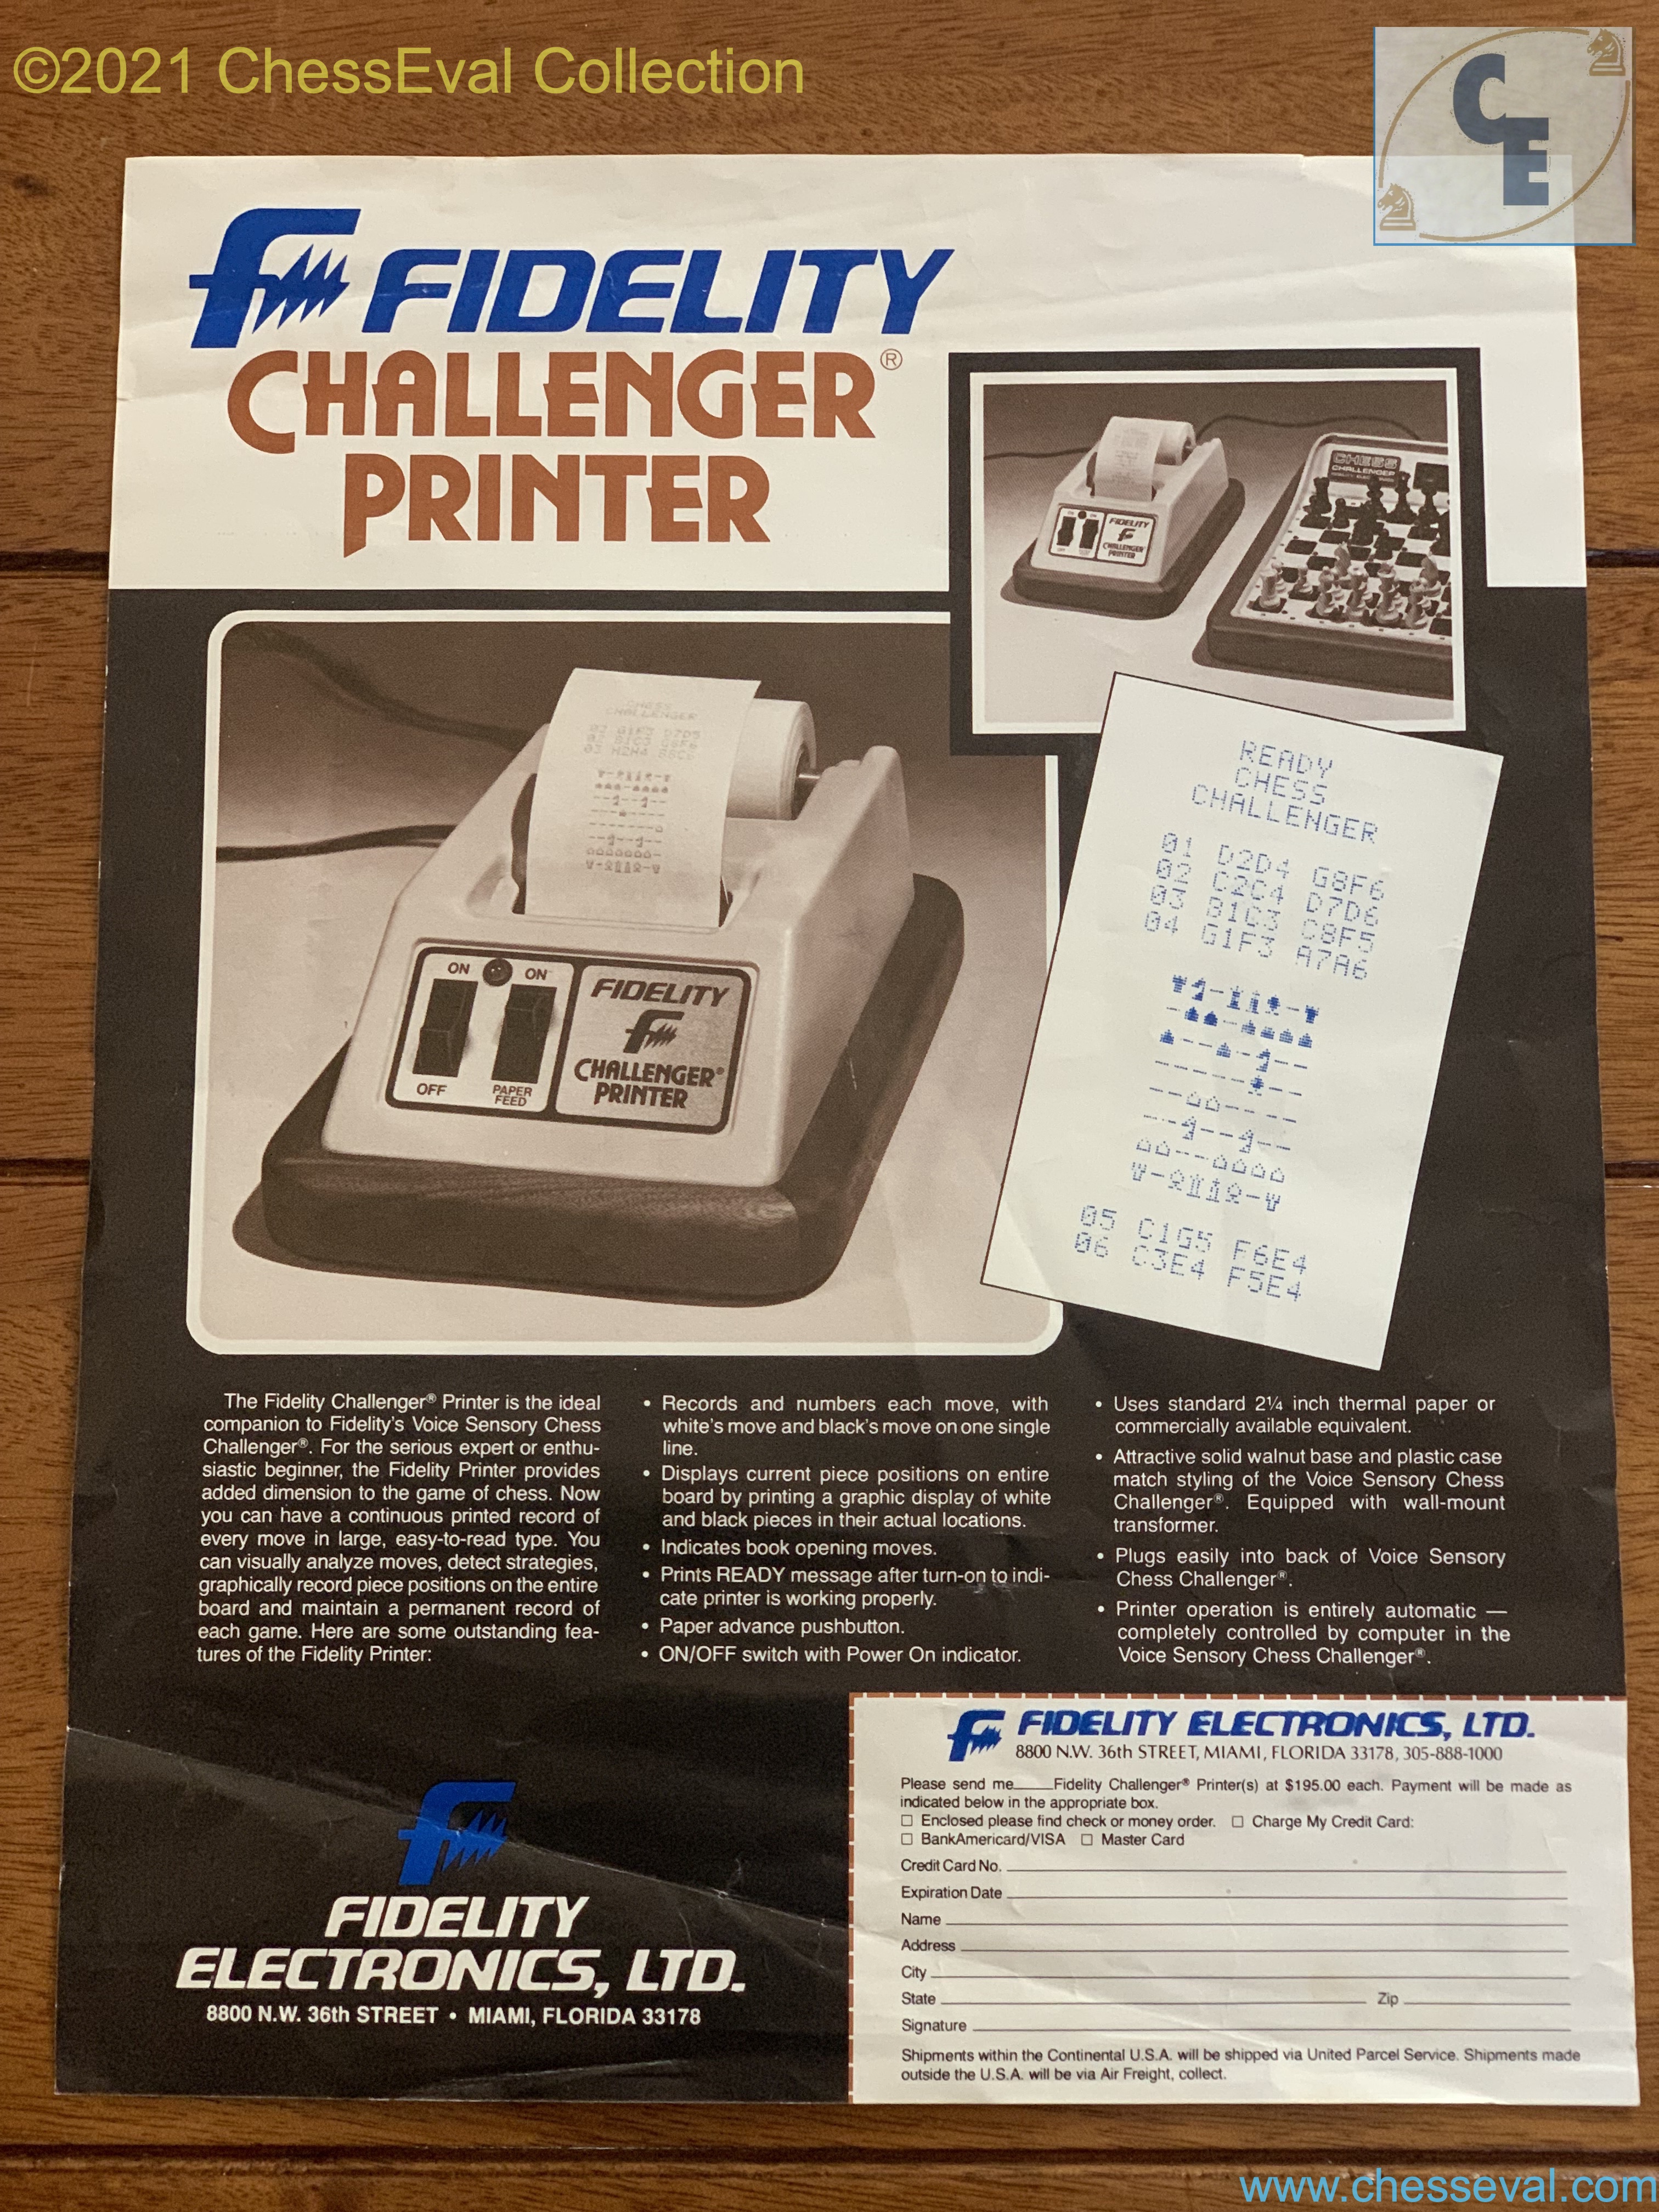 ©2021 ChessEval Collection
CE
FIDELITY
CHALLENGER®
PRINTER
CHESS
CHALLENGER
FIDELITY
CHALLENGER
PRINTER
CHESS
CHALLENGER
ON ON
OFF
PAPER
FEED
FIDELITY
CHALLENGER®
PRINTER
READY
CHESS
CHALLENGER
01 D2D4 G8F6
02 C2C4 D7D6
03 B1C3 C8F5
04 G1F3 A7A6
05 C1G5 F6E4
06 C3E4 F5E4
The Fidelity Challenger® Printer is the ideal
companion to Fidelity's Voice Sensory Chess
Challenger®. For the serious expert or enthu-
siastic beginner, the Fidelity Printer provides
added dimension to the game of chess. Now
you can have a continuous printed record of
every move in large, easy-to-read type. You
can visually analyze moves, detect strategies,
graphically record piece positions on the entire
board and maintain a permanent record of
each game. Here are some outstanding fea-
tures of the Fidelity Printer:
• Records and numbers each move, with
white's move and black's move on one single
line.
• Displays current piece positions on entire
board by printing a graphic display of white
and black pieces in their actual locations.
• Indicates book opening moves.
• Prints READY message after turn-on to indi-
cate printer is working properly.
• Paper advance pushbutton.
• ON/OFF switch with Power On indicator.
• Uses standard 2¼ inch thermal paper or
commercially available equivalent.
• Attractive solid walnut base and plastic case
match styling of the Voice Sensory Chess
Challenger®. Equipped with wall-mount
transformer.
• Plugs easily into back of Voice Sensory
Chess Challenger®.
• Printer operation is entirely automatic —
completely controlled by computer in the
Voice Sensory Chess Challenger®.
FIDELITY
ELECTRONICS, LTD.
8800 N.W. 36th STREET • MIAMI, FLORIDA 33178
FIDELITY ELECTRONICS, LTD.
8800 N.W. 36th STREET, MIAMI, FLORIDA 33178, 305-888-1000
Please send me____Fidelity Challenger® Printer(s) at $195.00 each. Payment will be made as
indicated below in the appropriate box.
☐ Enclosed please find check or money order. ☐ Charge My Credit Card:
☐ BankAmericard/VISA ☐ Master Card
Credit Card No.
Expiration Date
Name
Address
City
State Zip
Signature
Shipments within the Continental U.S.A. will be shipped via United Parcel Service. Shipments made
outside the U.S.A. will be via Air Freight, collect.
www.chesseval.com